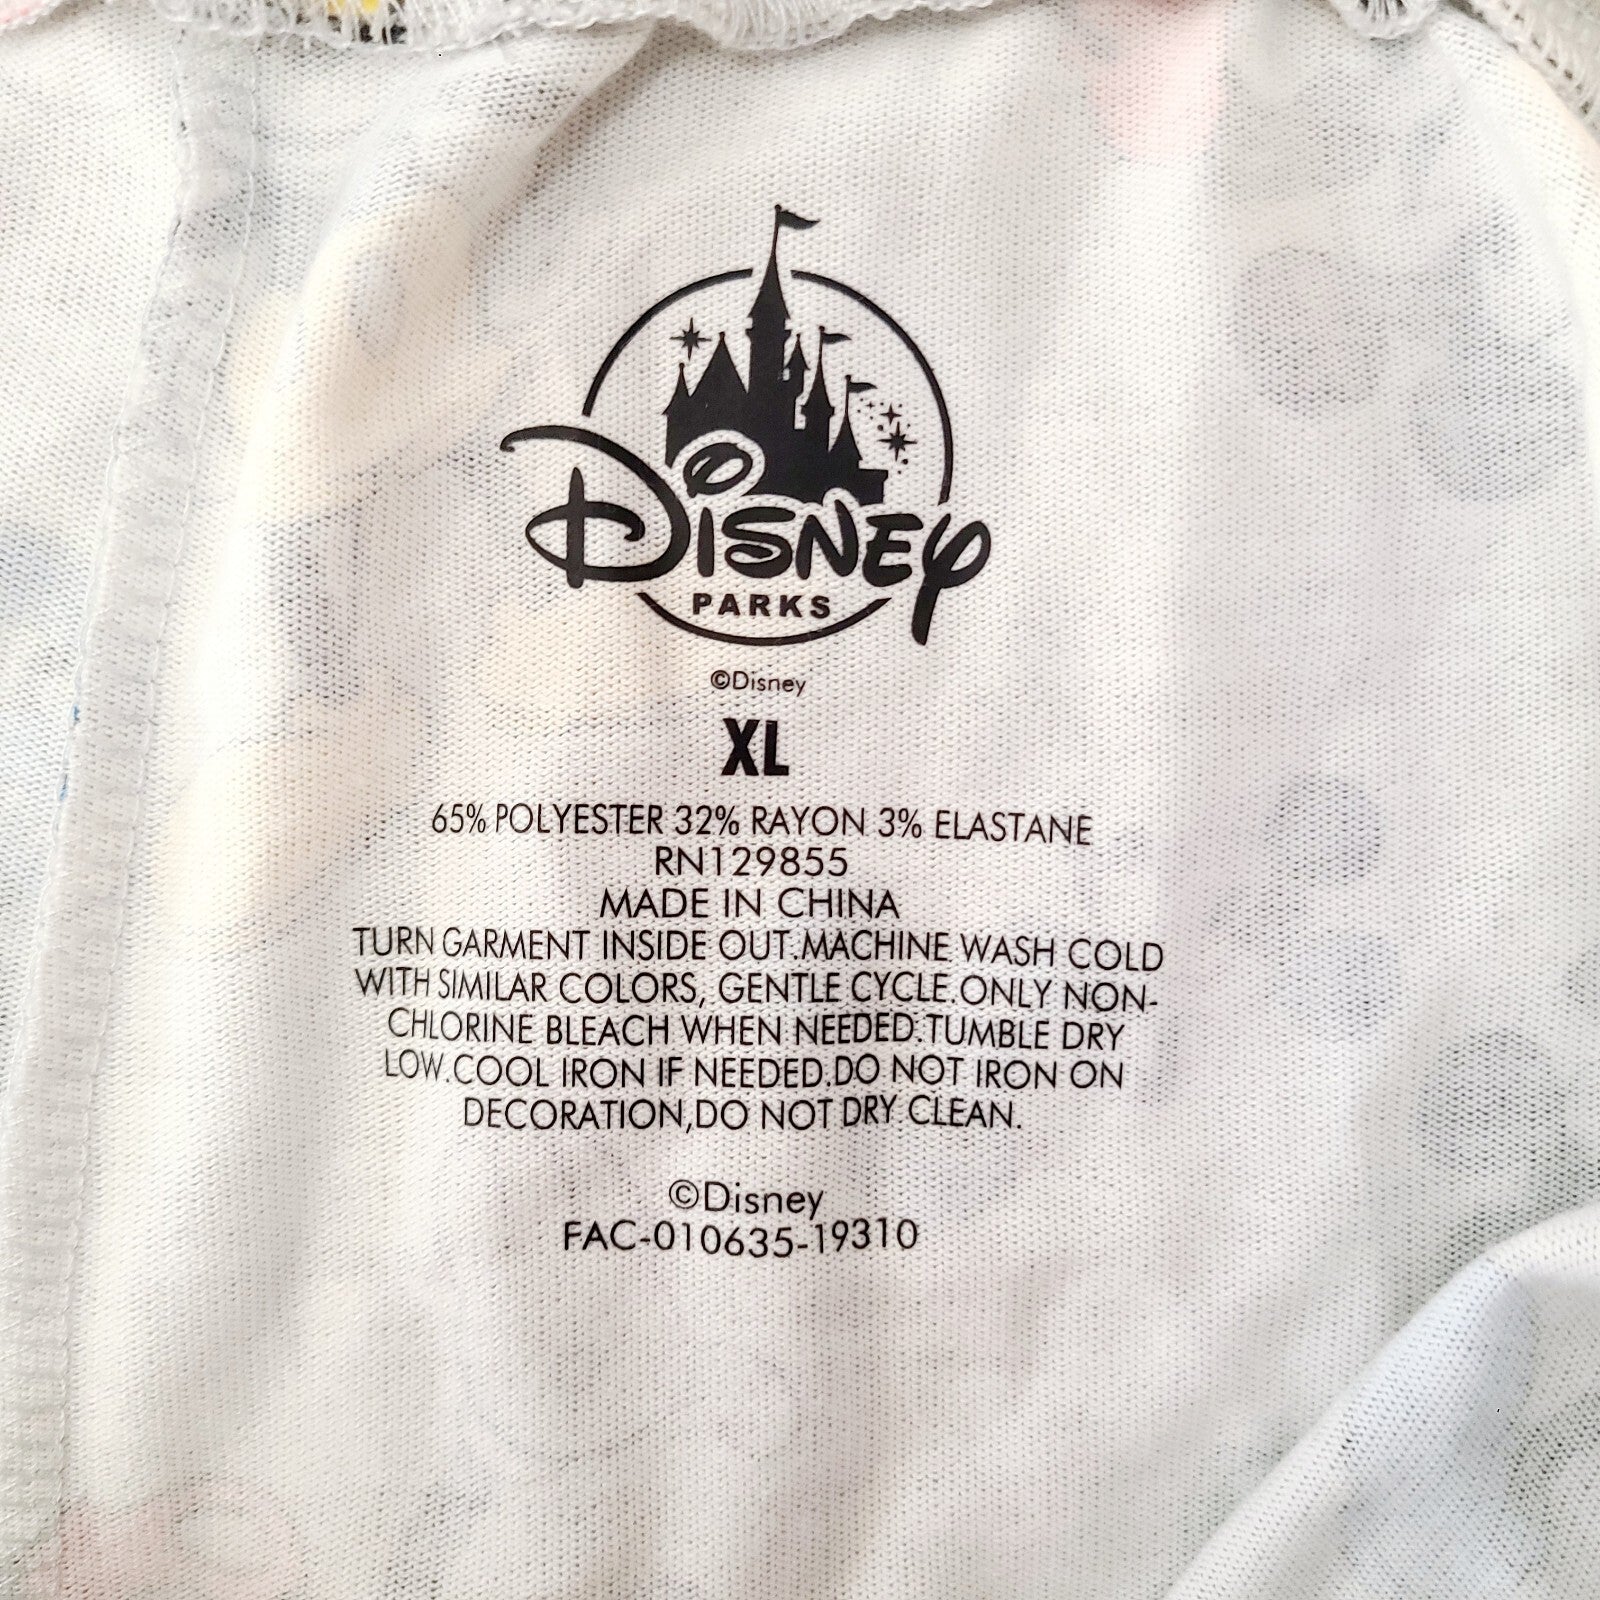 DISNEY
PARKS
©Disney
XL
65% POLYESTER 32% RAYON 3% ELASTANE
RN129855
MADE IN CHINA
TURN GARMENT INSIDE OUT.MACHINE WASH COLD
WITH SIMILAR COLORS, GENTLE CYCLE.ONLY NON-
CHLORINE BLEACH WHEN NEEDED.TUMBLE DRY
LOW.COOL IRON IF NEEDED.DO NOT IRON ON
DECORATION,DO NOT DRY CLEAN.
©Disney
FAC-010635-19310